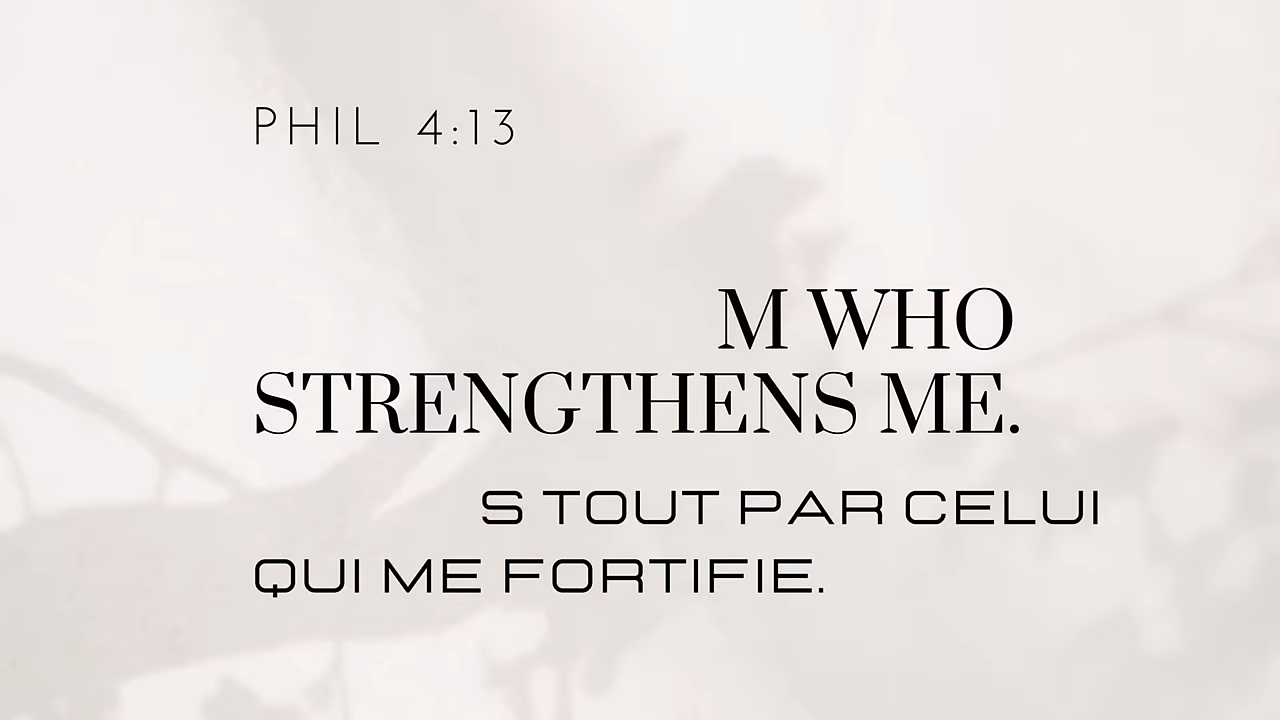 PHIL 4:13
M WHO
STRENGTHENS ME.
S TOUT PAR CELUI
QUI ME FORTIFIE.